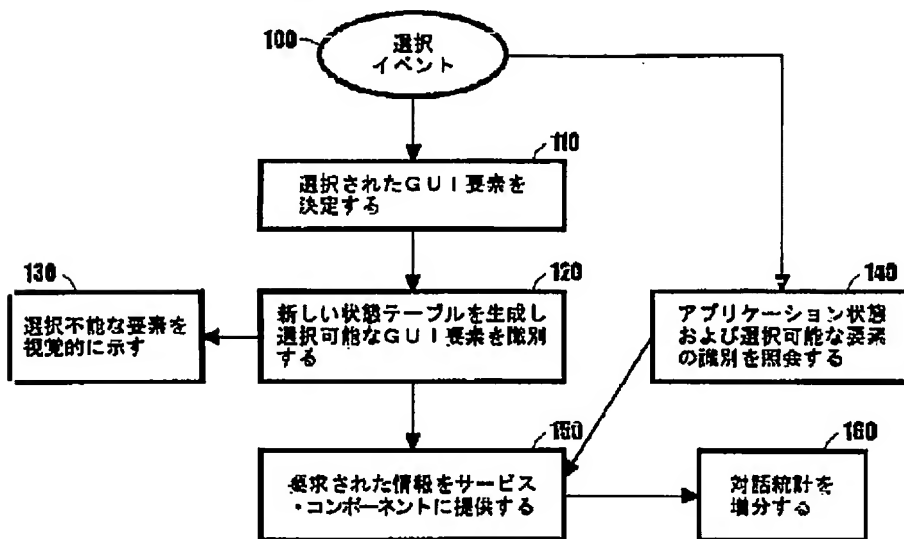 100
選択
イベント
110
選択されたGUI要素を
決定する
130
選択不能な要素を
視覚的に示す
120
新しい状態テーブルを生成し
選択可能なGUI要素を識別
する
140
アプリケーション状態
および選択可能な要素
の識別を照会する
150
要求された情報をサービス
・コンポーネントに提供する
160
対話統計を
増分する